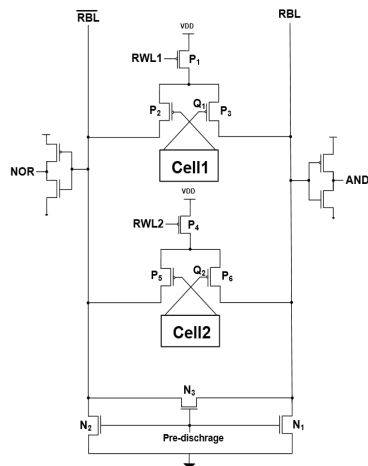 RBL RBL
VDD
RWL1 P1
P2 Q1 P3
Cell1
NOR AND
VDD
RWL2 P4
P5 Q2 P6
Cell2
N3
N2 N1
Pre-dischrage